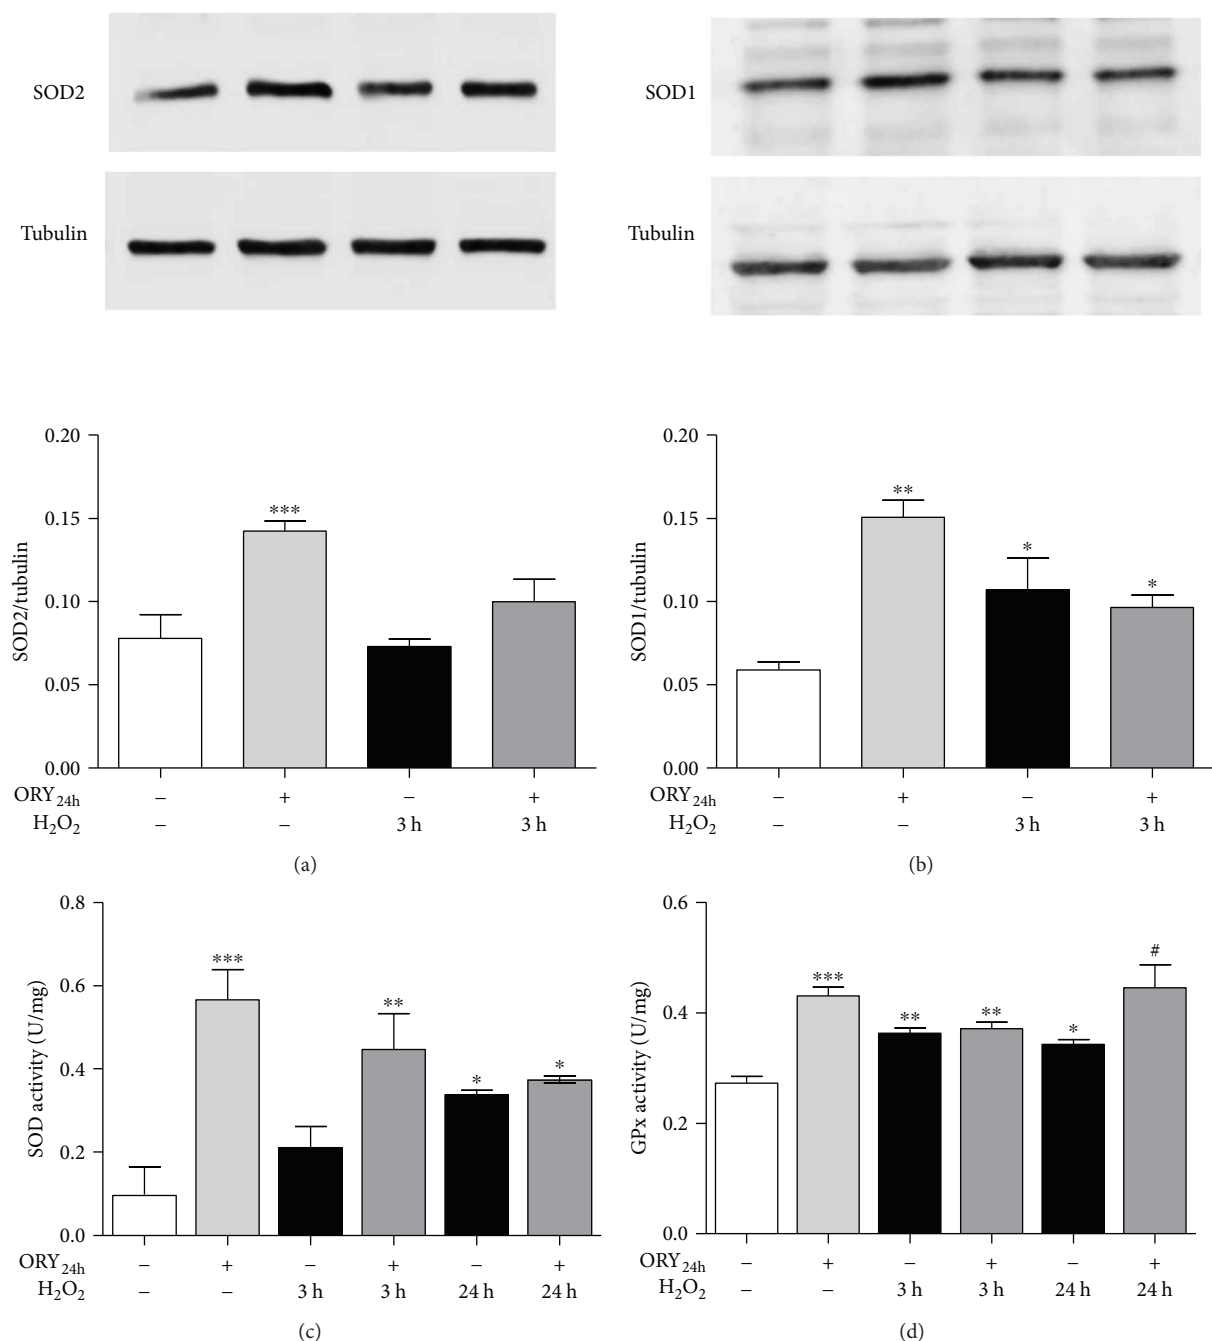 SOD2
Tubulin
SOD1
Tubulin
SOD2/tubulin
0.20
0.15
0.10
0.05
0.00
***
ORY24h – + – +
H2O2 – – 3 h 3 h
(a)
SOD1/tubulin
0.20
0.15
0.10
0.05
0.00
**
*
*
ORY24h – + – +
H2O2 – – 3 h 3 h
(b)
SOD activity (U/mg)
0.8
0.6
0.4
0.2
0.0
***
**
*
*
ORY24h – + – + – +
H2O2 – – 3 h 3 h 24 h 24 h
(c)
GPx activity (U/mg)
0.6
0.4
0.2
0.0
***
**
**
*
#
ORY24h – + – + – +
H2O2 – – 3 h 3 h 24 h 24 h
(d)